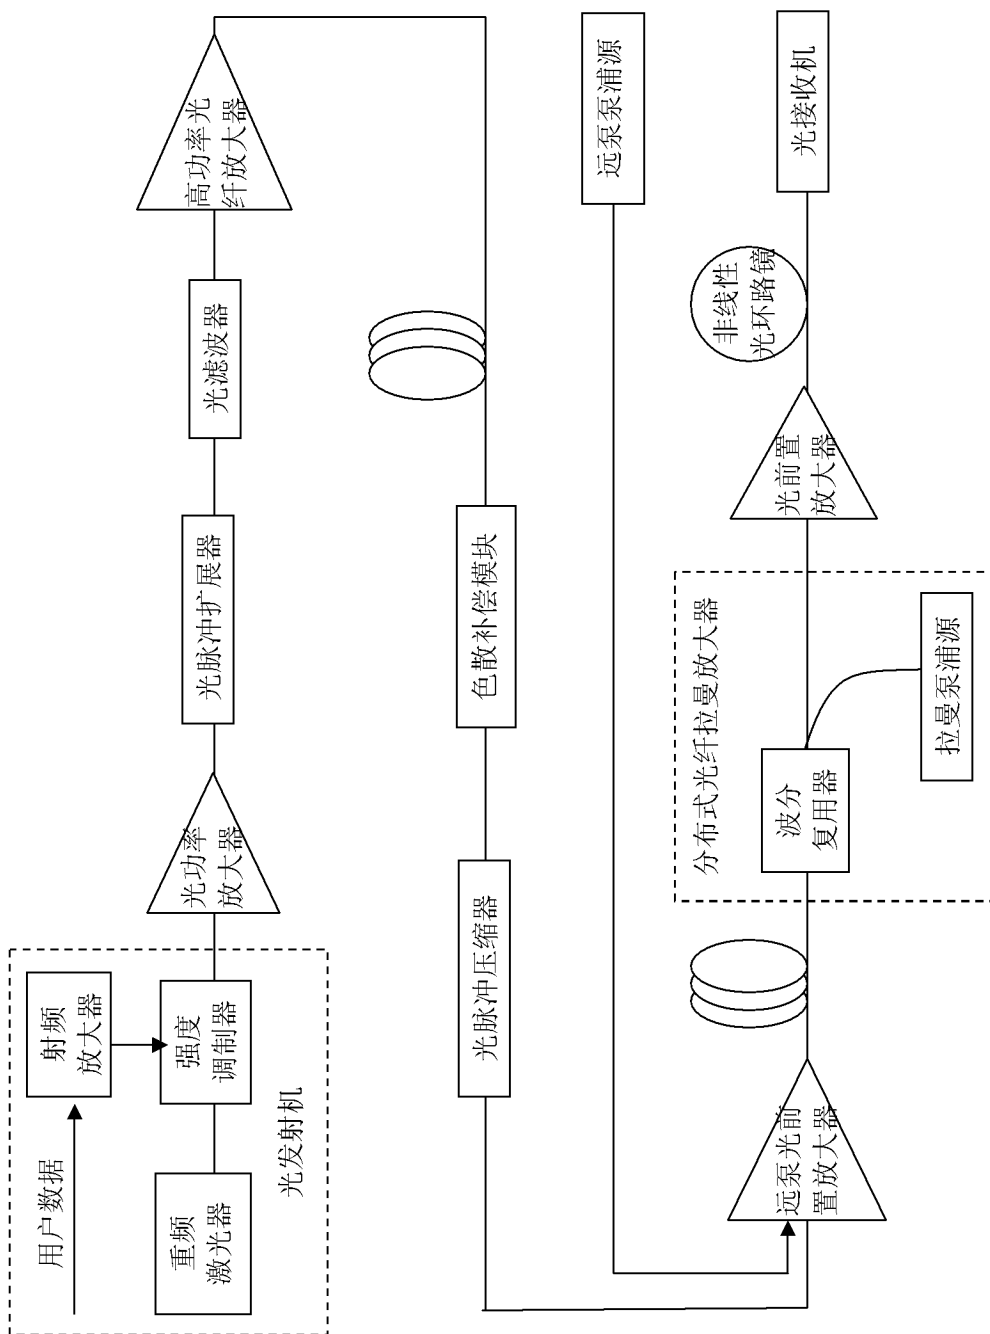 用户数据
射频
放大器
重频
激光器
强度
调制器
光发射机
光功率
放大器
光脉冲扩展器
光滤波器
高功率光
纤放大器
色散补偿模块
光脉冲压缩器
远泵泵浦源
远泵光前
置放大器
分布式光纤拉曼放大器
波分
复用器
拉曼泵浦源
光前置
放大器
非线性
光环路镜
光接收机